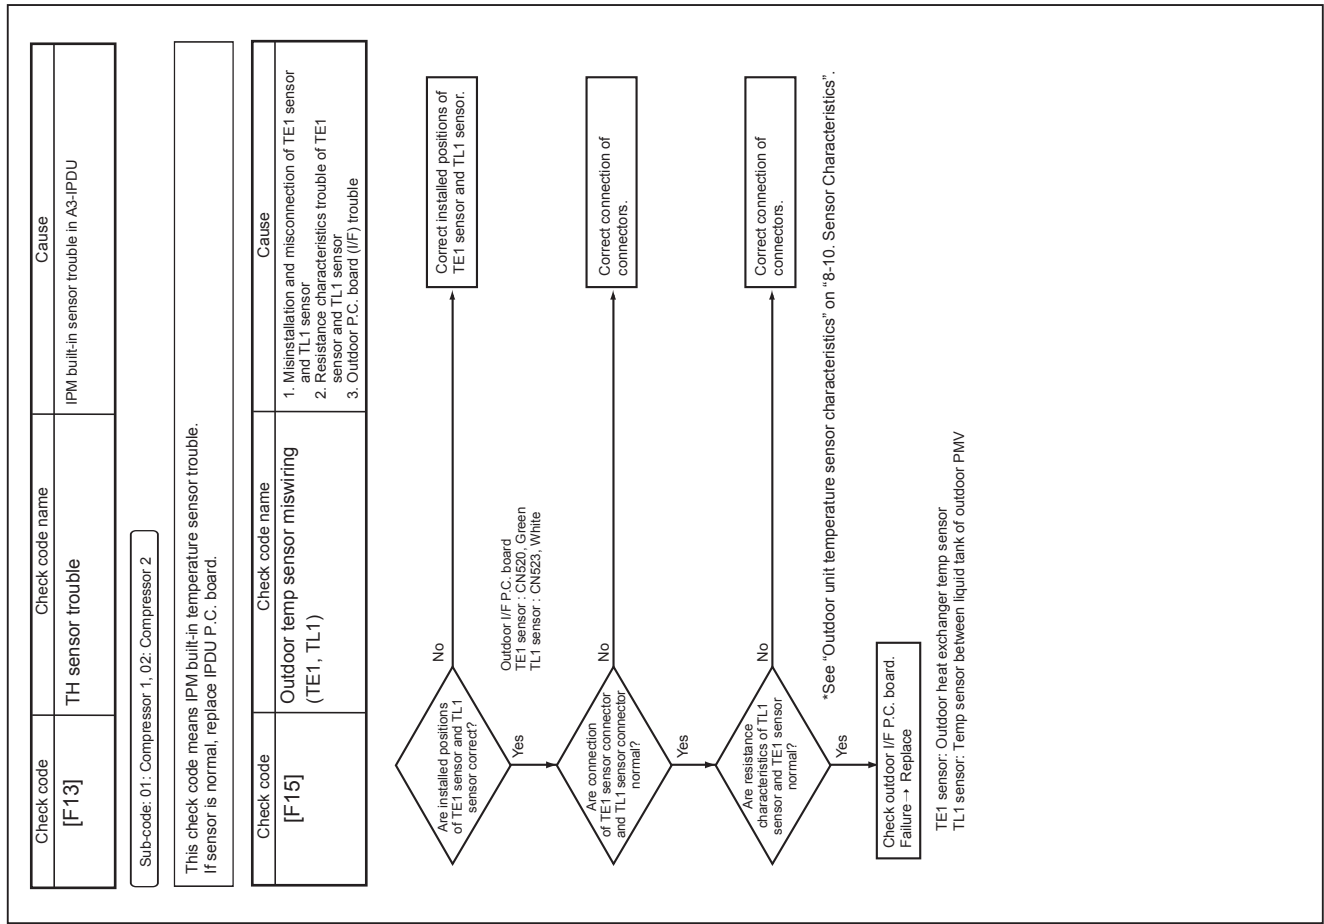 Check code
Check code name
Cause
[F13]
TH sensor trouble
IPM built-in sensor trouble in A3-IPDU
Sub-code: 01: Compressor 1, 02: Compressor 2
This check code means IPM built-in temperature sensor trouble.
If sensor is normal, replace IPDU P.C. board.
Check code
Check code name
Cause
[F15]
Outdoor temp sensor miswiring
(TE1, TL1)
1. Misinstallation and misconnection of TE1 sensor
and TL1 sensor
2. Resistance characteristics trouble of TE1
sensor and TL1 sensor
3. Outdoor P.C. board (I/F) trouble
Are installed positions
of TE1 sensor and TL1
sensor correct?
No
Correct installed positions of
TE1 sensor and TL1 sensor.
Yes
Outdoor I/F P.C. board
TE1 sensor : CN520, Green
TL1 sensor : CN523, White
Are connection
of TE1 sensor connector
and TL1 sensor connector
normal?
No
Correct connection of
connectors.
Yes
Are resistance
characteristics of TL1
sensor and TE1 sensor
normal?
No
Correct connection of
connectors.
Yes
*See “Outdoor unit temperature sensor characteristics” on “8-10. Sensor Characteristics”.
Check outdoor I/F P.C. board.
Failure→ Replace
TE1 sensor: Outdoor heat exchanger temp sensor
TL1 sensor: Temp sensor between liquid tank of outdoor PMV